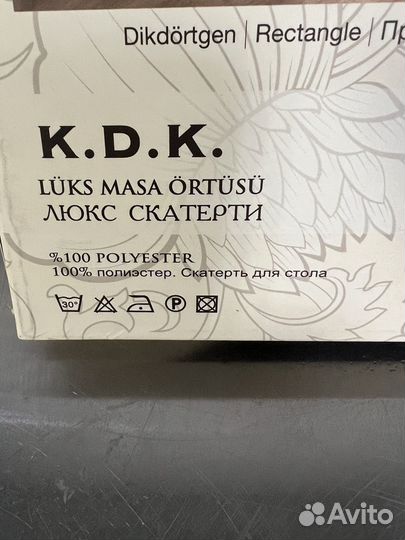 Dikdörtgen | Rectangle |
K.D.K.
LÜKS MASA ÖRTÜSÜ
ЛЮКС СКАТЕРТИ
%100 POLYESTER
100% полиэстер. Скатерть для стола
30° P
Avito